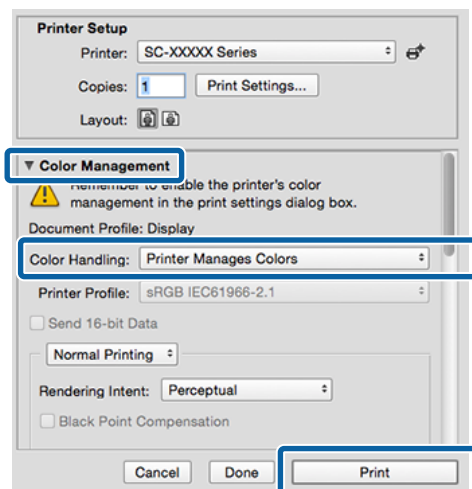 Printer Setup
Printer: SC-XXXXX Series
Copies: 1 Print Settings...
Layout:
▼ Color Management
Remember to enable the printer's color
management in the print settings dialog box.
Document Profile: Display
Color Handling: Printer Manages Colors
Printer Profile: sRGB IEC61966-2.1
Send 16-bit Data
Normal Printing
Rendering Intent: Perceptual
Black Point Compensation
Cancel Done Print